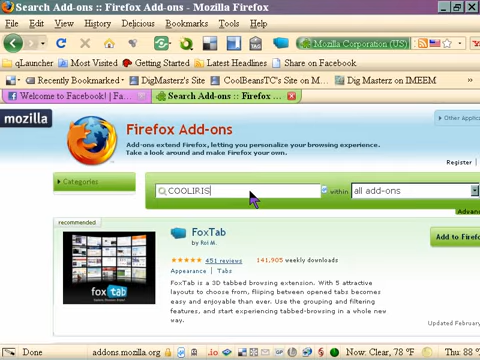 Search Add-ons :: Firefox Add-ons - Mozilla Firefox
File Edit View History Bookmarks Tools Help
Mozilla Corporation (US)
qLauncher Most Visited Getting Started Latest Headlines Share on Facebook
Recently Bookmarked DigMasterz's Site CoolBeansTC's Site on M... Dig Masterz on IMEEM
Welcome to Facebook! | Fa... Search Add-ons :: Firefox ...
mozilla
Other Applic
Firefox Add-ons
Add-ons extend Firefox, letting you personalize your browsing experience.
Take a look around and make Firefox your own.
Register
Categories
COOLIRIS
within
all add-ons
Advan
recommended
FoxTab
by Roi M.
Add to Firefo
451 reviews 141,905 weekly downloads
Appearance Tabs
FoxTab is a 3D tabbed browsing extension. With 5 attractive
layouts to choose from, flipping between opened tabs becomes
easy and enjoyable than ever. Use the grouping and filtering
features, and start experiencing tabbed-browsing in a whole
new way.
fox tab
Updated February
Done addons.mozilla.org Now: Clear, 78 °F Thu: 88 °